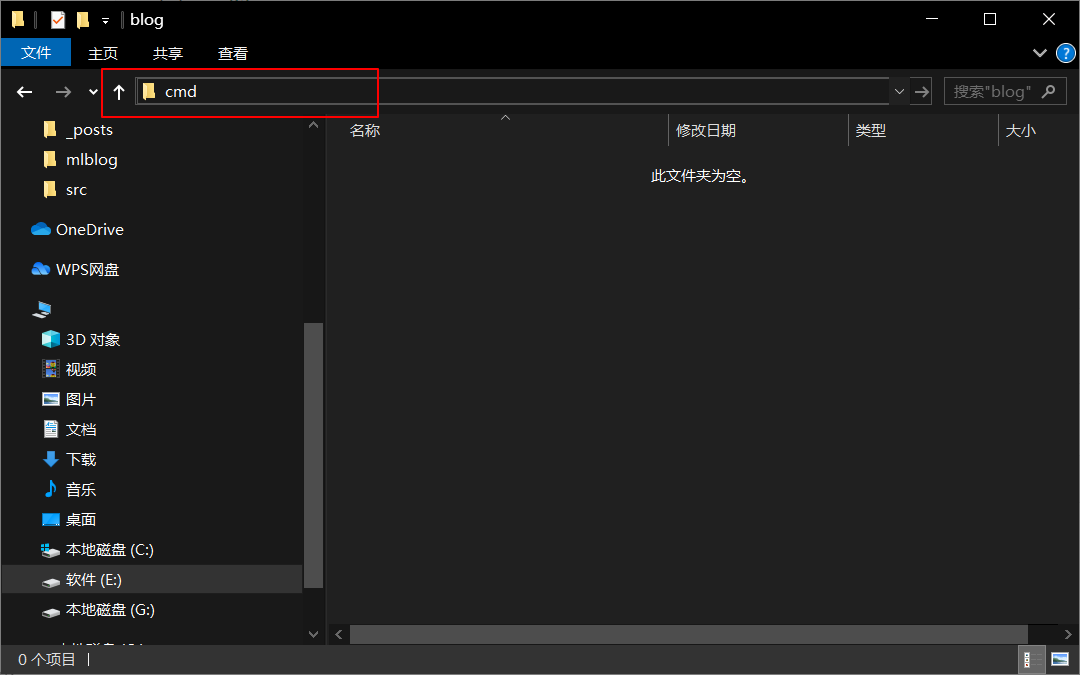 blog
文件 主页 共享 查看
cmd 搜索"blog"
名称 修改日期 类型 大小
此文件夹为空。
_posts
mlblog
src
OneDrive
WPS网盘
3D 对象
视频
图片
文档
下载
音乐
桌面
本地磁盘 (C:)
软件 (E:)
本地磁盘 (G:)
0 个项目